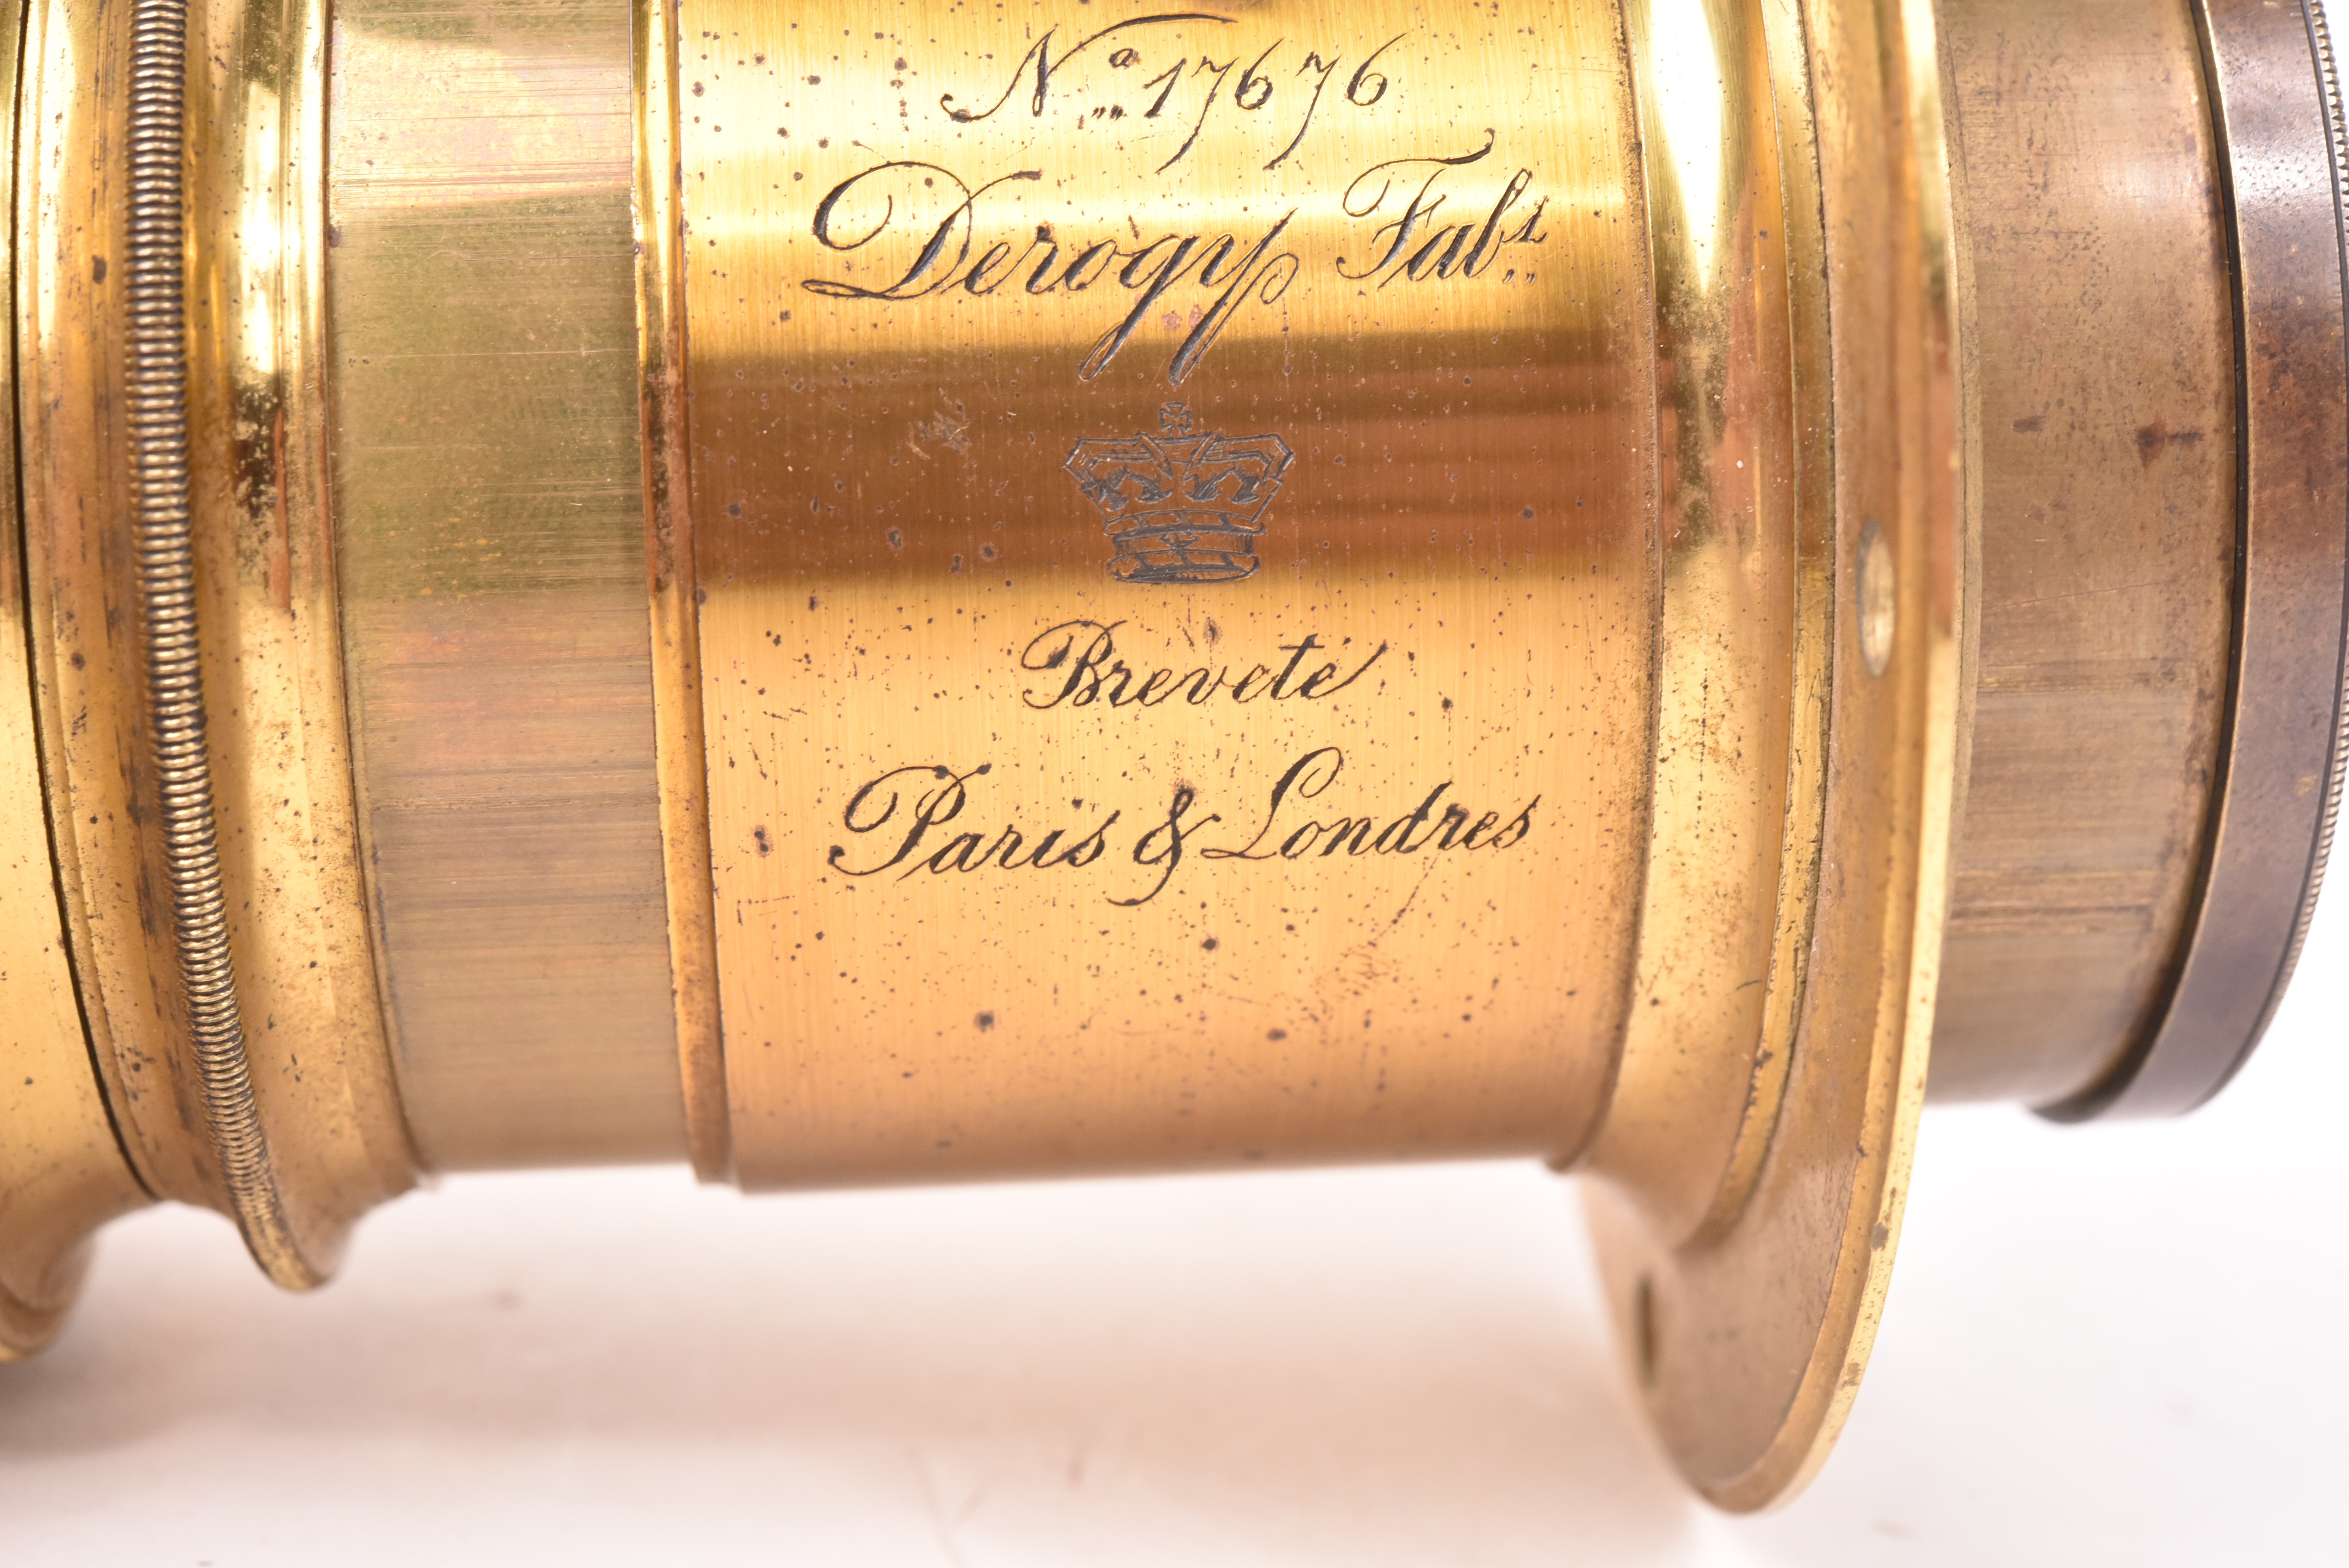 Nº 17676
Derogy Fabt
Breveté
Paris & Londres